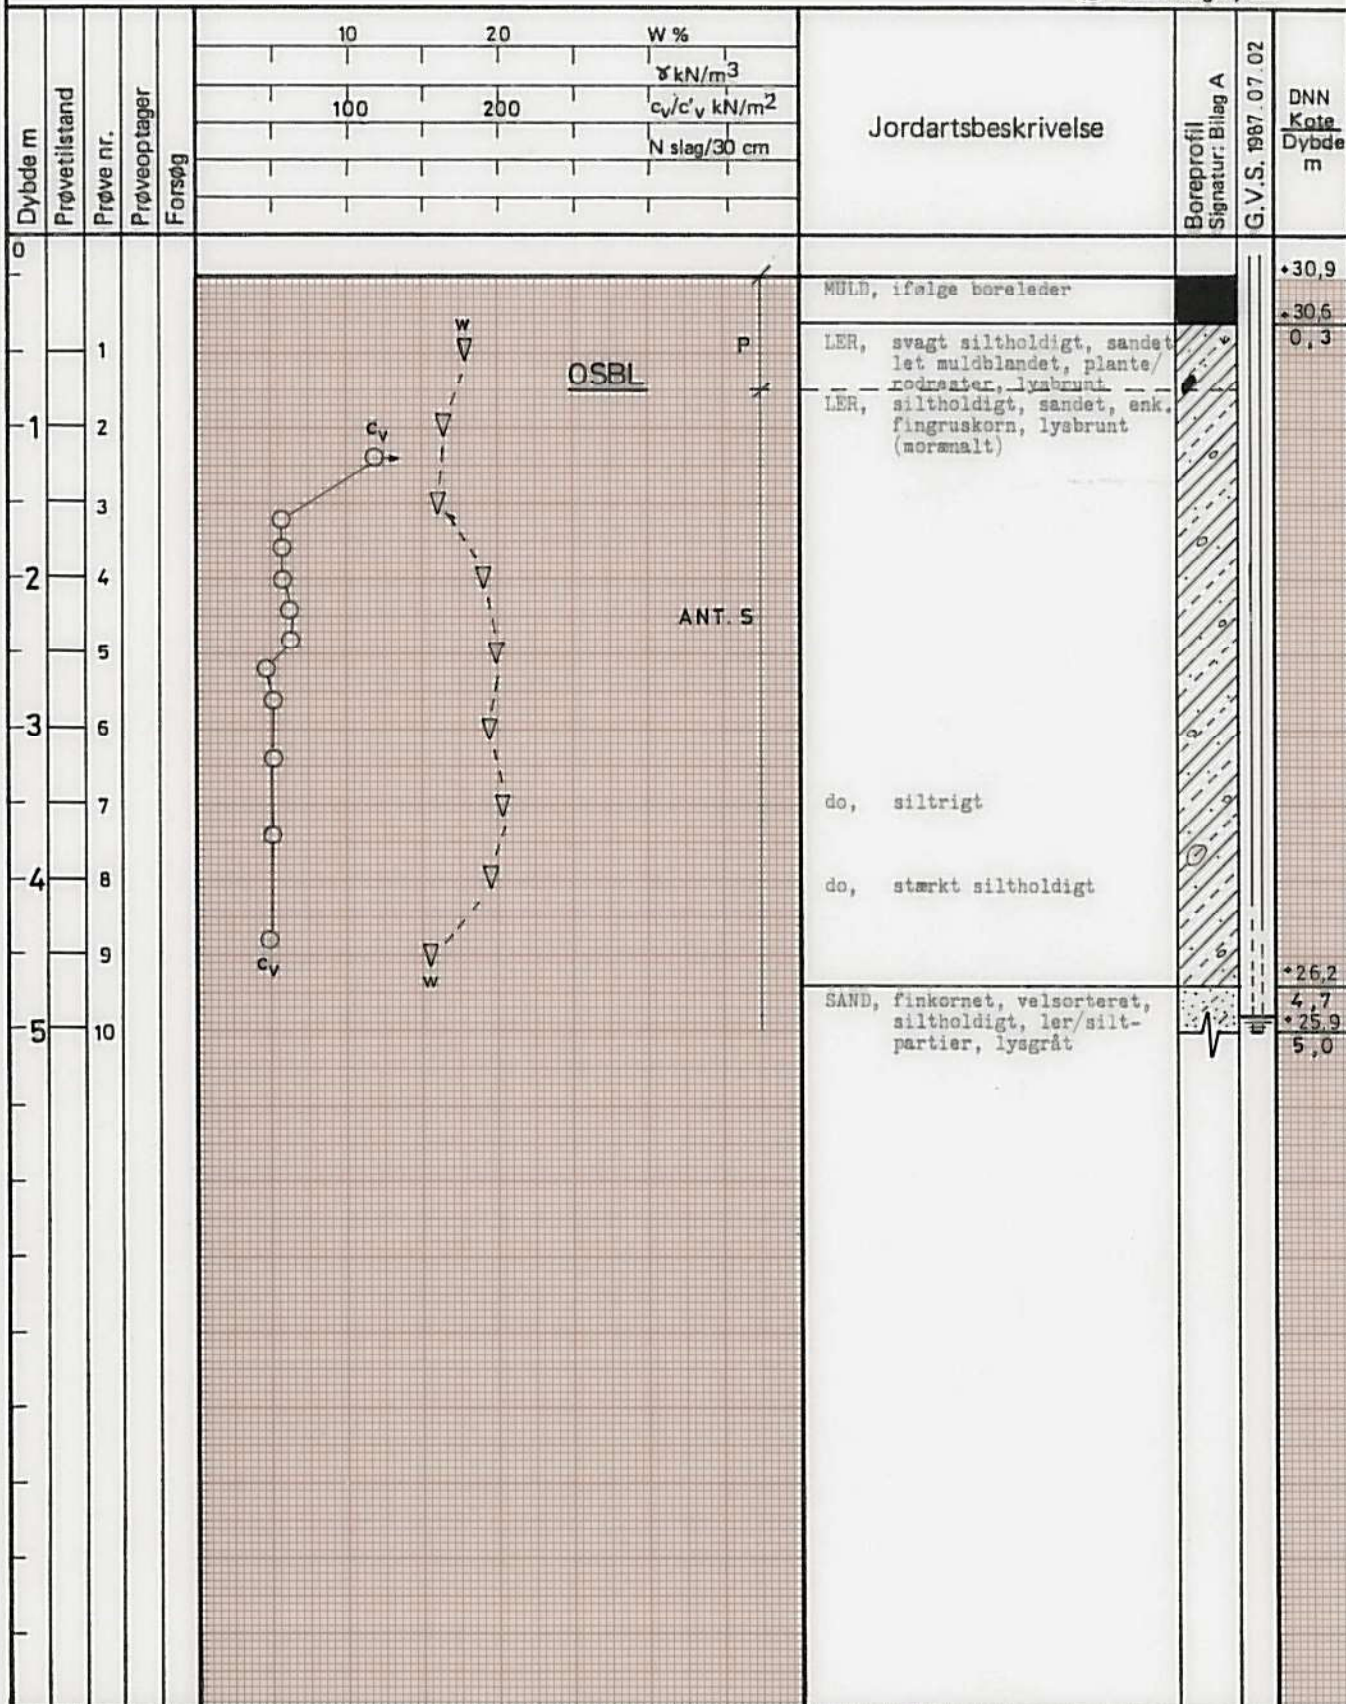 10 20 W %
γ kN/m³
100 200 cv/c'v kN/m²
N slag/30 cm
Dybde m
Prøvetilstand
Prøve nr.
Prøveoptager
Forsøg
Jordartsbeskrivelse
Boreprofil
Signatur: Bilag A
G.V.S. 1987.07.02
DNN
Kote
Dybde
m
0
+30,9
MULD, ifølge boreleder
+30,6
0,3
w
1
P
LER, svagt siltholdigt, sandet
let muldblandet, plante/
rodrester, lysbrunt
OSBL
LER, siltholdigt, sandet, enk.
fingruskorn, lysbrunt
(morænalt)
1
2
cv
3
2
4
ANT. S
5
3
6
7
do, siltrigt
4
8
do, stærkt siltholdigt
9
cv
w
+26,2
4,7
SAND, finkornet, velsorteret,
siltholdigt, ler/silt-
partier, lysgråt
+25,9
5,0
5
10